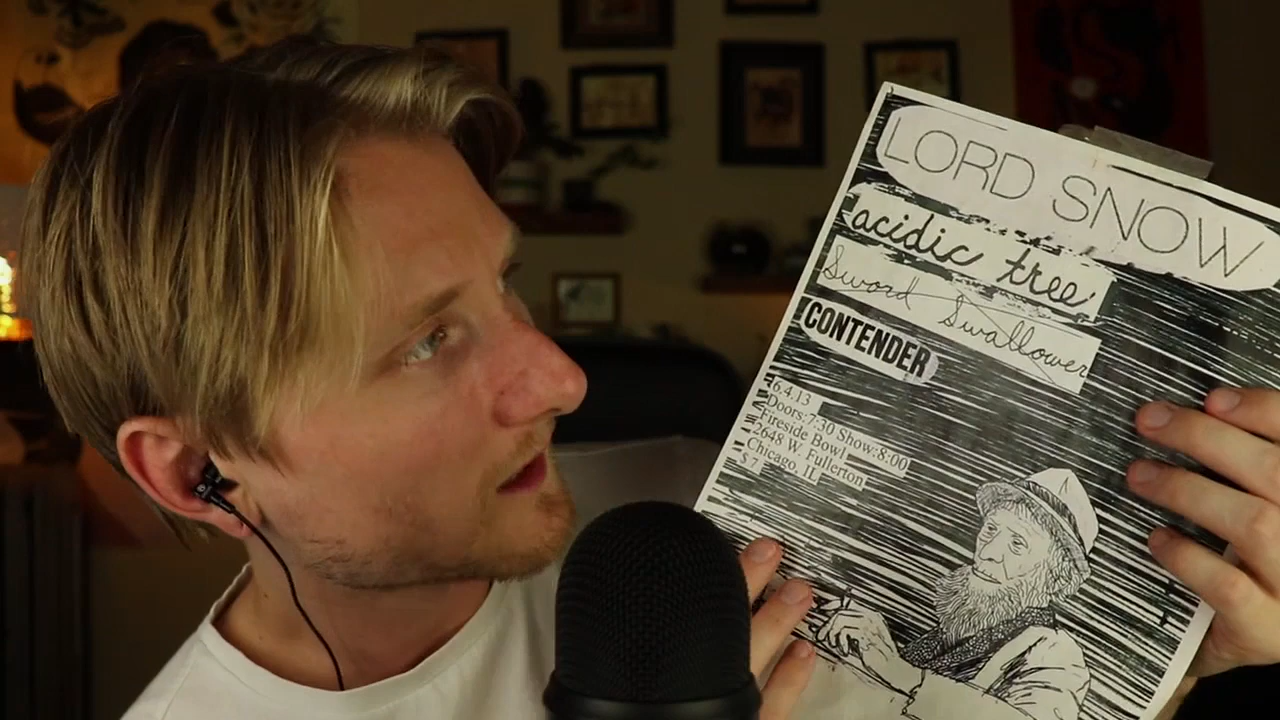 LORD SNOW
acidic tree
Sword Swallower
CONTENDER
6.4.13
Doors:7:30 Show:8:00
Fireside Bowl
2648 W. Fullerton
Chicago, IL
$7